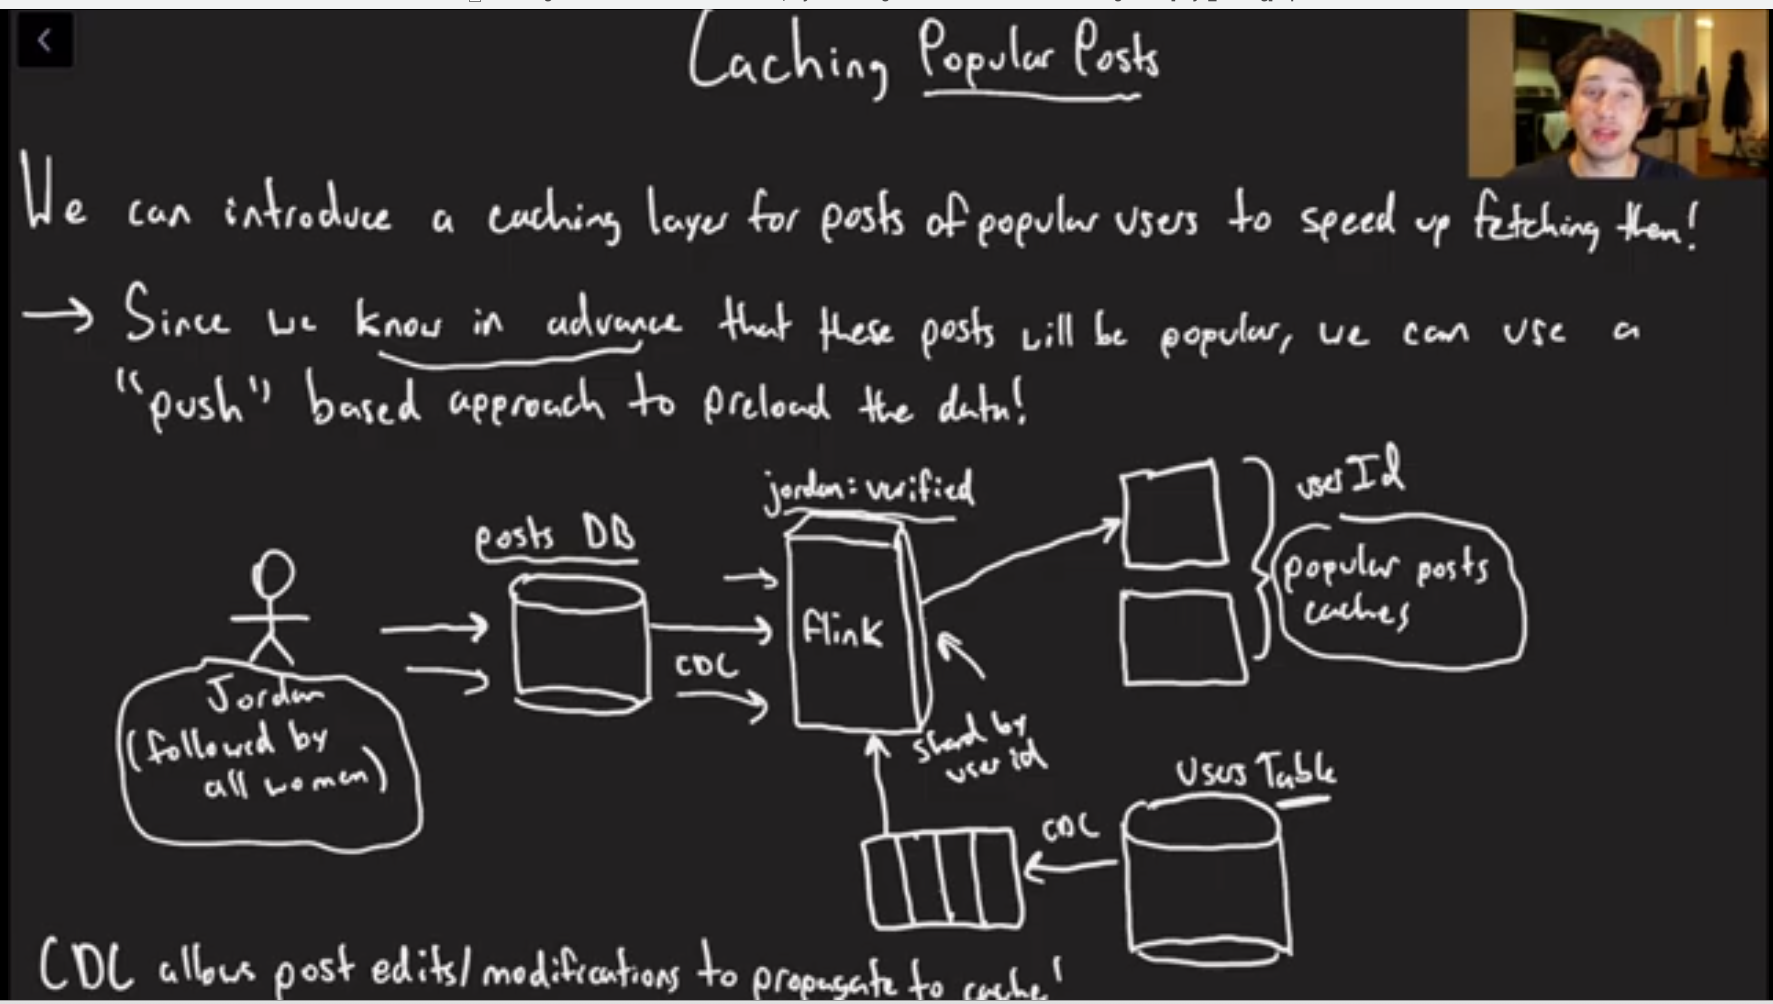 Caching Popular Posts
We can introduce a caching layer for posts of popular users to speed up fetching them!
→ Since we know in advance that these posts will be popular, we can use a
"push" based approach to preload the data!
jordan: verified
userId
posts DB
popular posts
caches
flink
CDC
Jordan
(followed by
all women)
shard by
user id
Users Table
CDC
CDC allows post edits/modifications to propagate to cache!